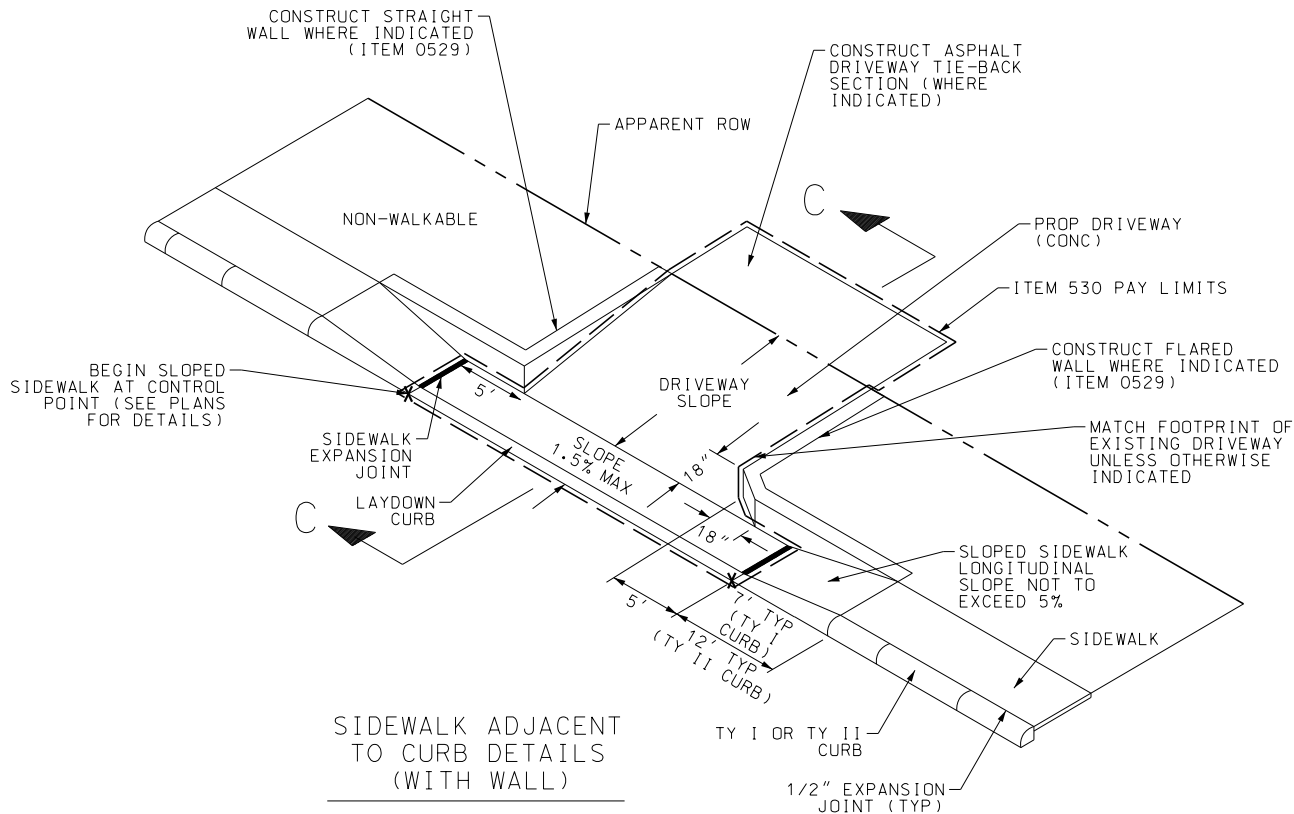 CONSTRUCT STRAIGHT
WALL WHERE INDICATED
(ITEM 0529)
CONSTRUCT ASPHALT
DRIVEWAY TIE-BACK
SECTION (WHERE
INDICATED)
APPARENT ROW
NON-WALKABLE
C
PROP DRIVEWAY
(CONC)
ITEM 530 PAY LIMITS
CONSTRUCT FLARED
WALL WHERE INDICATED
(ITEM 0529)
BEGIN SLOPED
SIDEWALK AT CONTROL
POINT (SEE PLANS
FOR DETAILS)
5'
DRIVEWAY
SLOPE
MATCH FOOTPRINT OF
EXISTING DRIVEWAY
UNLESS OTHERWISE
INDICATED
SIDEWALK
EXPANSION
JOINT
SLOPE
1.5% MAX
18"
LAYDOWN
CURB
C
18"
SLOPED SIDEWALK
LONGITUDINAL
SLOPE NOT TO
EXCEED 5%
5'
7' TYP
(TY I
CURB)
12' TYP
(TY II CURB)
SIDEWALK
SIDEWALK ADJACENT
TO CURB DETAILS
(WITH WALL)
TY I OR TY II
CURB
1/2" EXPANSION
JOINT (TYP)